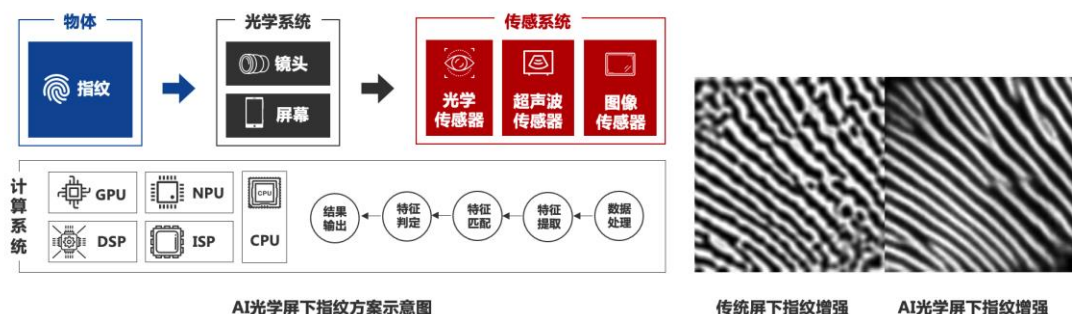 物体
指纹
光学系统
镜头
屏幕
传感系统
光学
传感器
超声波
传感器
图像
传感器
计算系统
GPU
NPU
CPU
DSP
ISP
CPU
结果
输出
特征
判定
特征
匹配
特征
提取
数据
处理
AI光学屏下指纹方案示意图
传统屏下指纹增强
AI光学屏下指纹增强